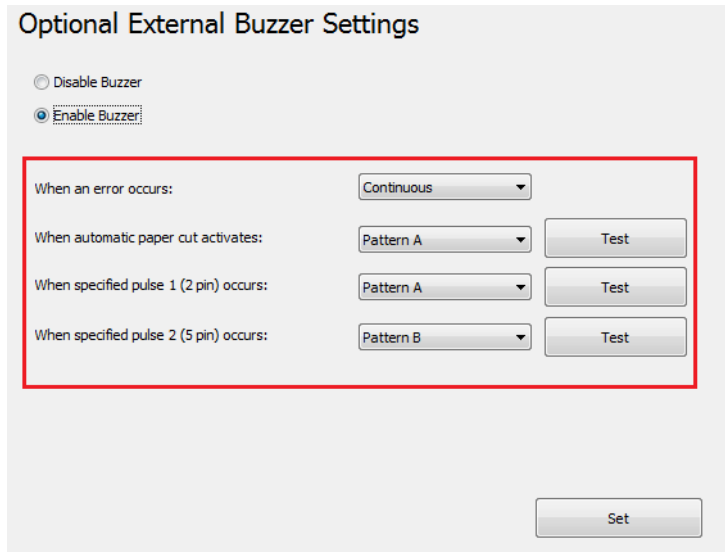 Optional External Buzzer Settings
Disable Buzzer
Enable Buzzer
When an error occurs: Continuous
When automatic paper cut activates: Pattern A Test
When specified pulse 1 (2 pin) occurs: Pattern A Test
When specified pulse 2 (5 pin) occurs: Pattern B Test
Set